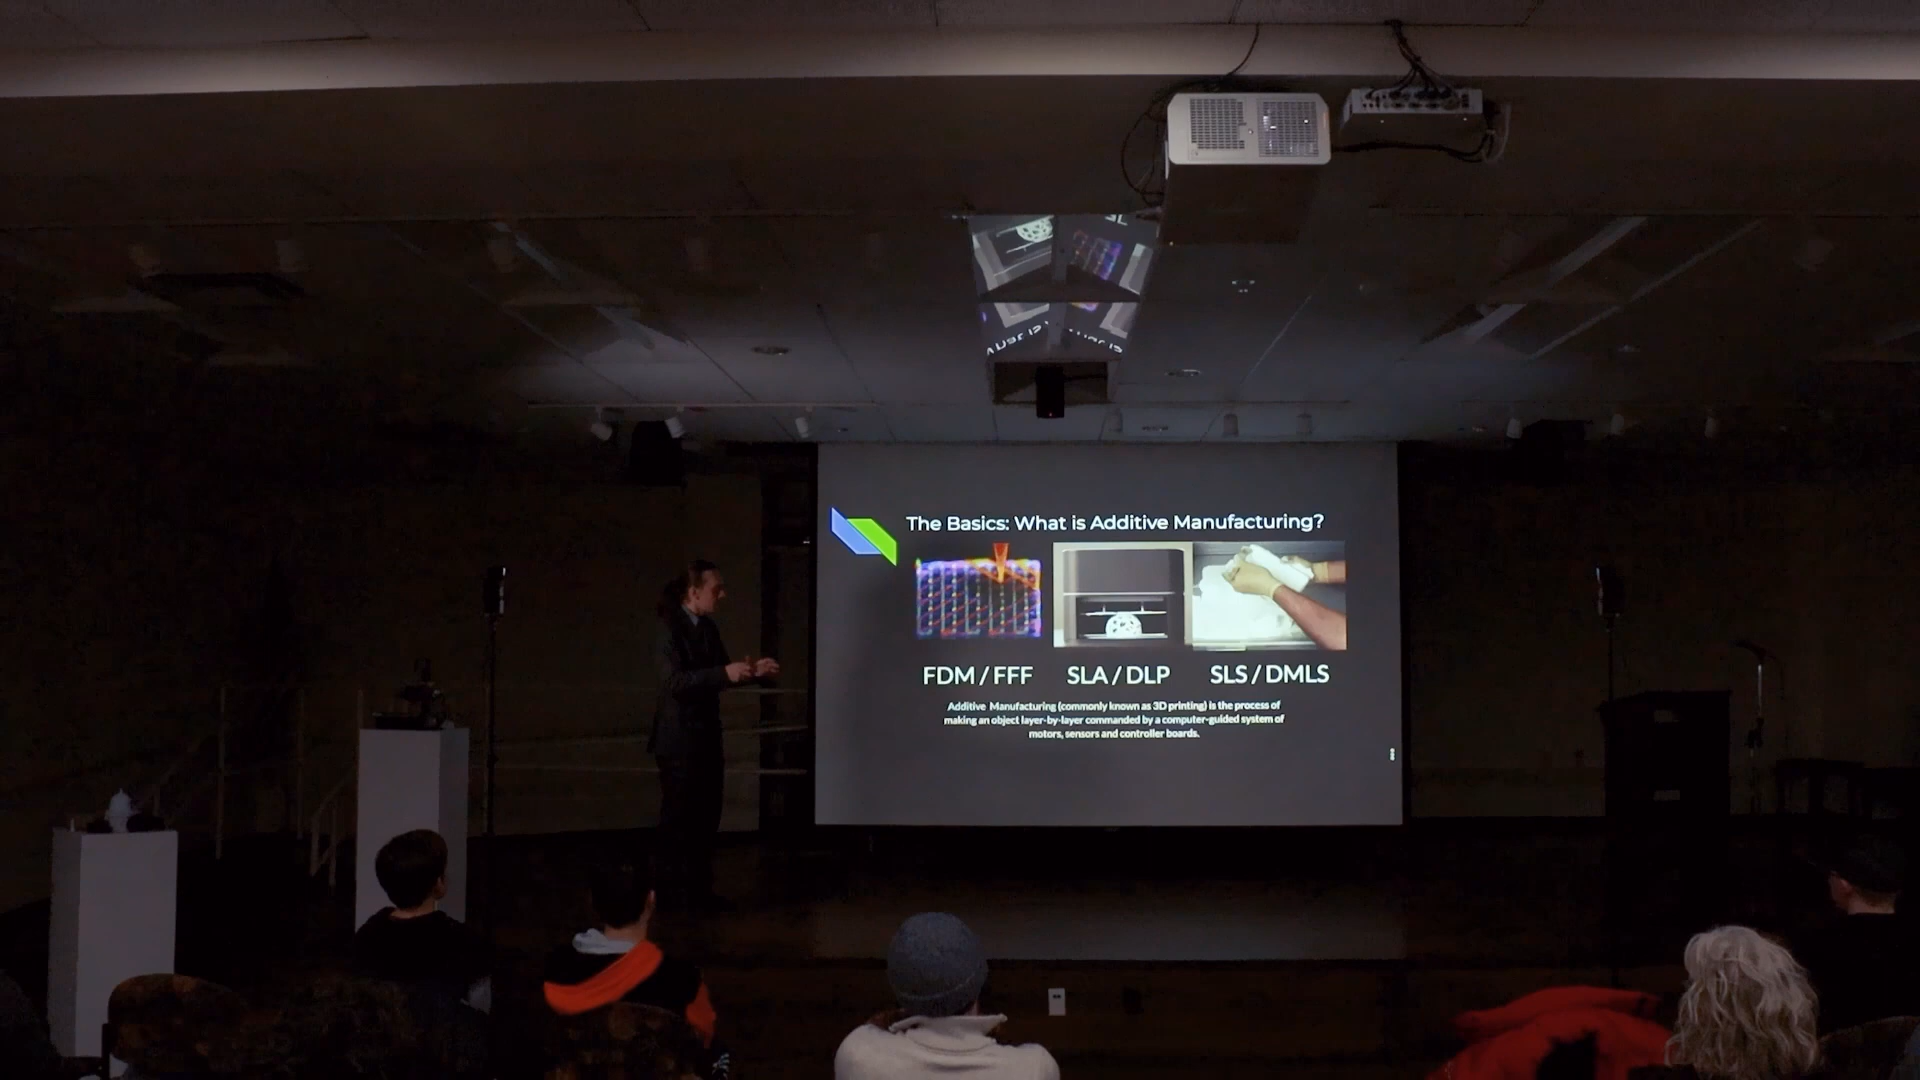 The Basics: What is Additive Manufacturing?
FDM / FFF
SLA / DLP
SLS / DMLS
Additive Manufacturing (commonly known as 3D printing) is the process of
making an object layer-by-layer commanded by a computer-guided system of
motors, sensors and controller boards.